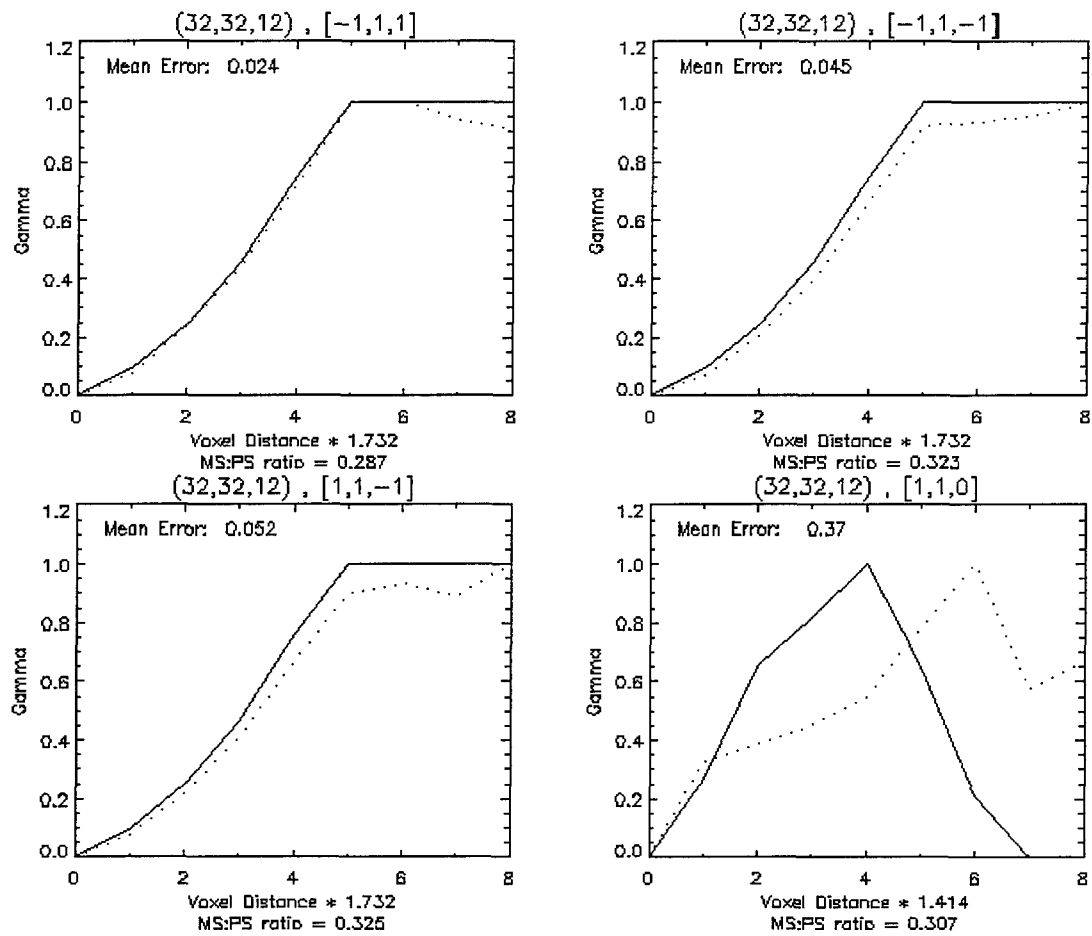 (32,32,12) , [-1,1,1]
1.2
Mean Error: 0.024
1.0
0.8
0.6
0.4
0.2
0.0
Gamma
0 2 4 6 8
Voxel Distance * 1.732
MS:PS ratio = 0.287
(32,32,12) , [-1,1,-1]
1.2
Mean Error: 0.045
1.0
0.8
0.6
0.4
0.2
0.0
Gamma
0 2 4 6 8
Voxel Distance * 1.732
MS:PS ratio = 0.323
(32,32,12) , [1,1,-1]
1.2
Mean Error: 0.052
1.0
0.8
0.6
0.4
0.2
0.0
Gamma
0 2 4 6 8
Voxel Distance * 1.732
MS:PS ratio = 0.325
(32,32,12) , [1,1,0]
1.2
Mean Error: 0.37
1.0
0.8
0.6
0.4
0.2
0.0
Gamma
0 2 4 6 8
Voxel Distance * 1.414
MS:PS ratio = 0.307